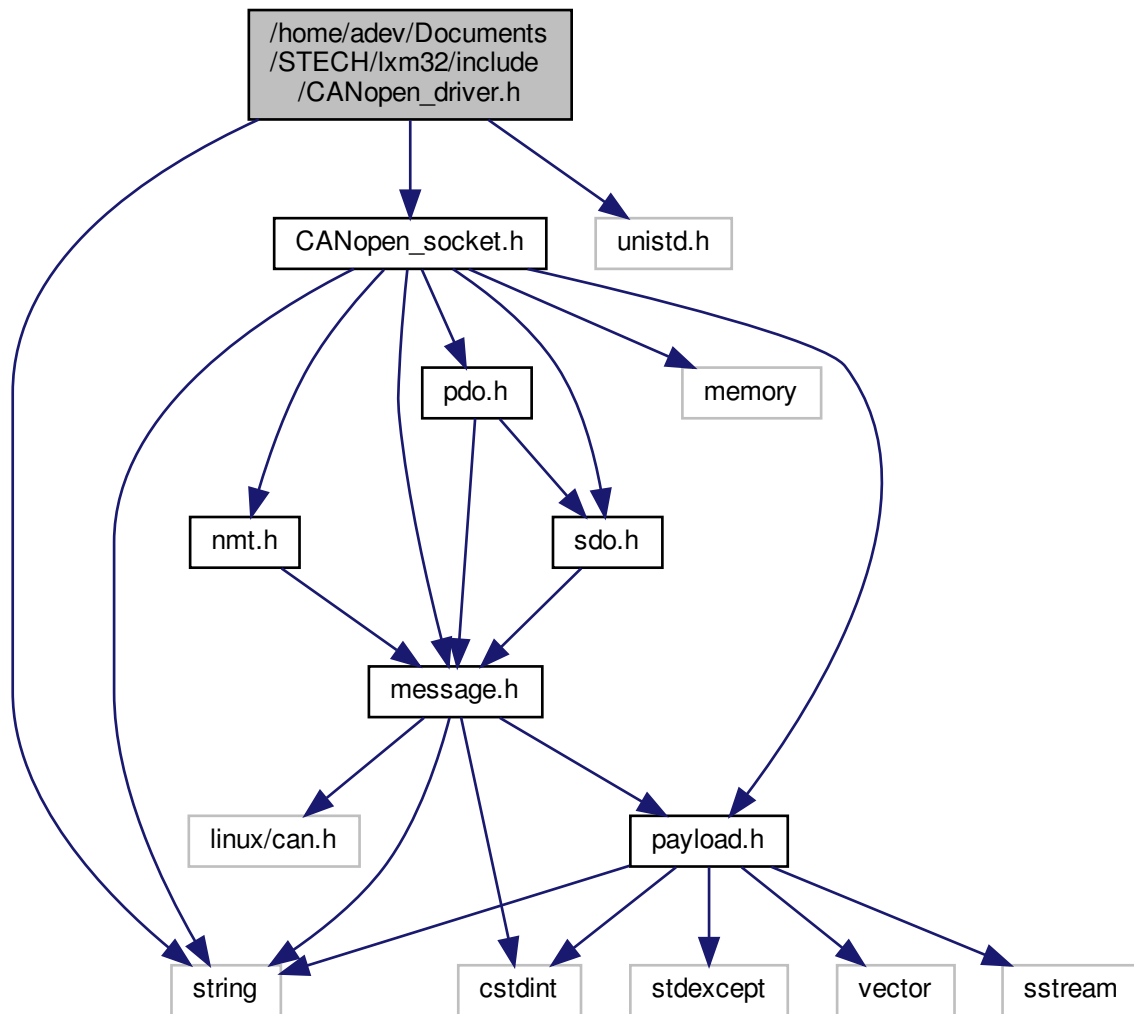 /home/adev/Documents
/STECH/lxm32/include
/CANopen_driver.h
CANopen_socket.h
unistd.h
pdo.h
memory
nmt.h
sdo.h
message.h
linux/can.h
payload.h
string
cstdint
stdexcept
vector
sstream